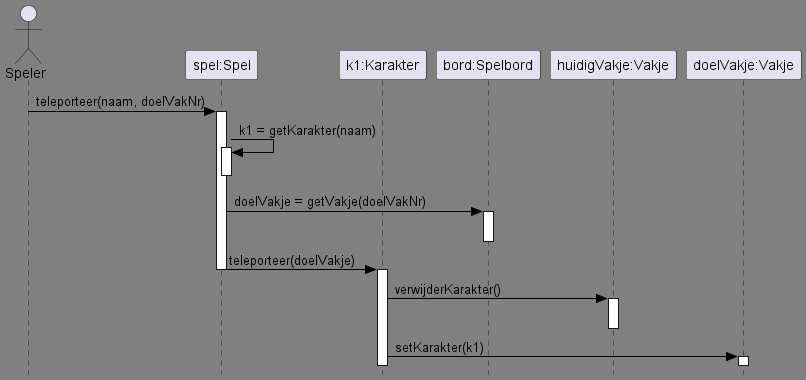 Speler
spel:Spel
k1:Karakter
bord:Spelbord
huidigVakje:Vakje
doelVakje:Vakje
teleporteer(naam, doelVakNr)
k1 = getKarakter(naam)
doelVakje = getVakje(doelVakNr)
teleporteer(doelVakje)
verwijderKarakter()
setKarakter(k1)